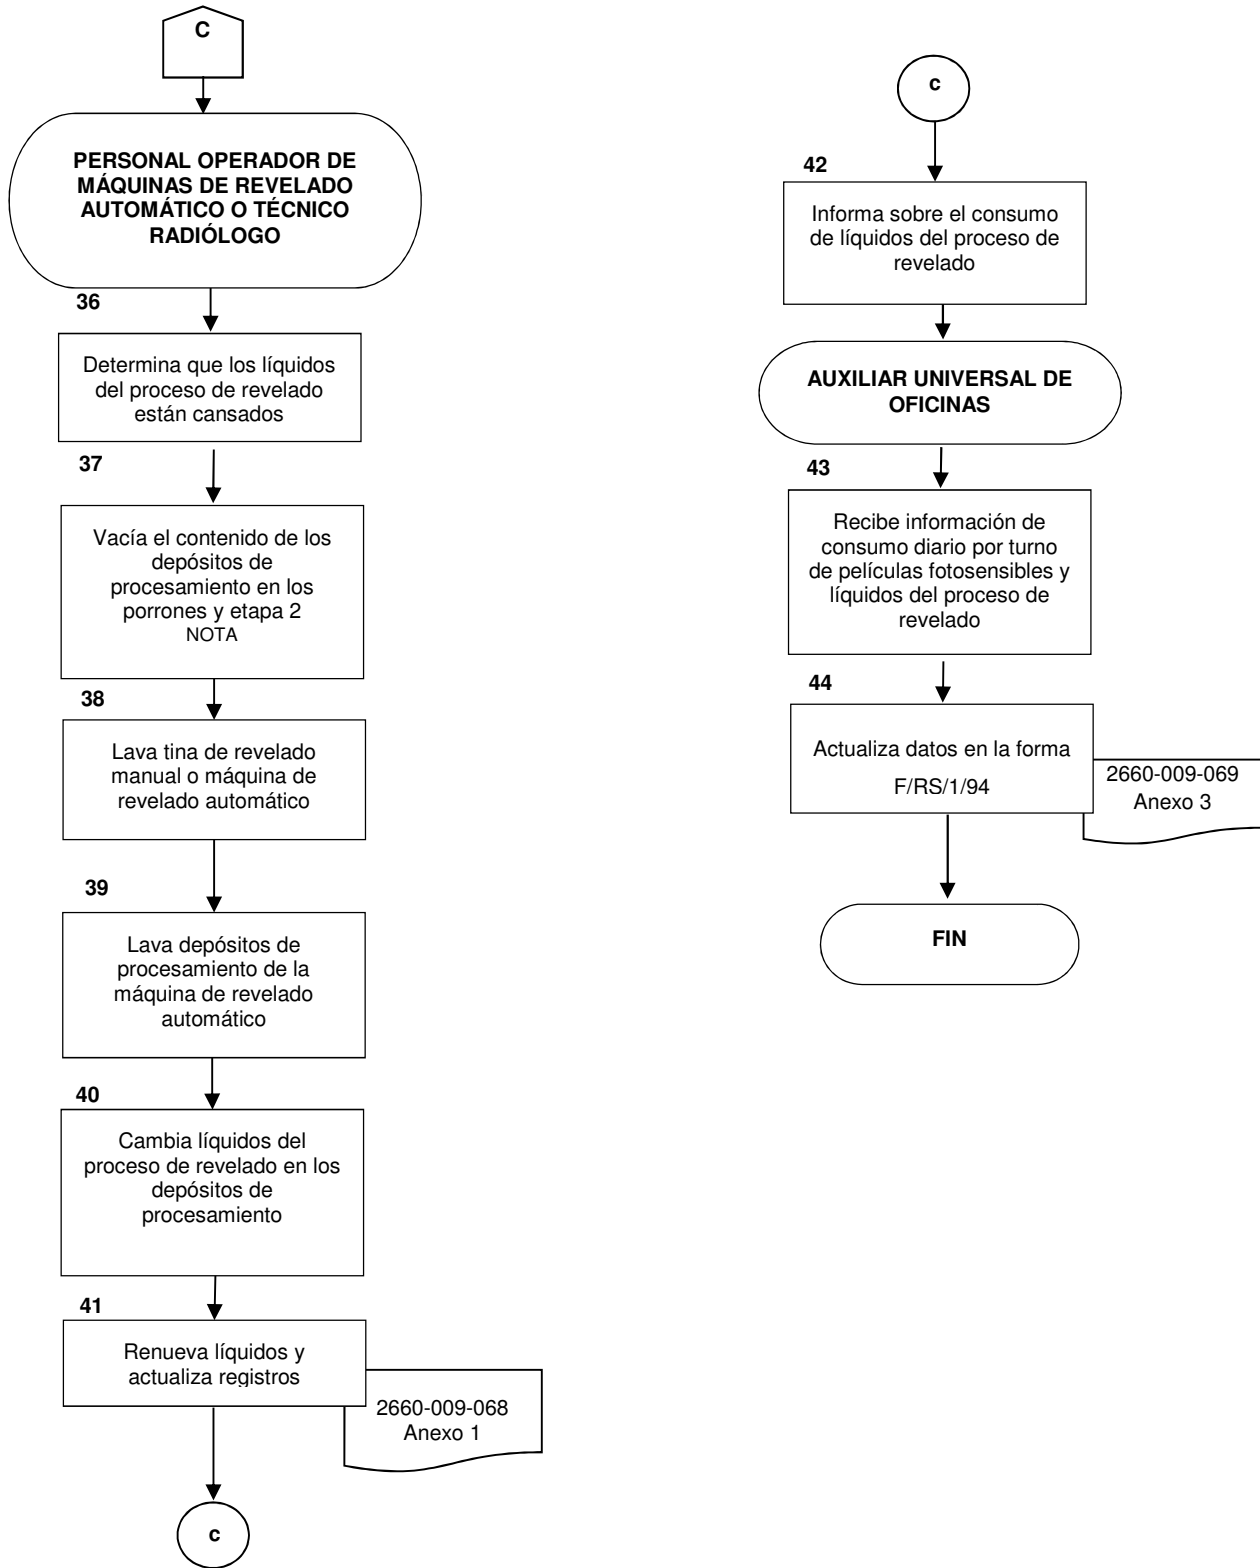 C
PERSONAL OPERADOR DE
MÁQUINAS DE REVELADO
AUTOMÁTICO O TÉCNICO
RADIÓLOGO
36
Determina que los líquidos
del proceso de revelado
están cansados
37
Vacía el contenido de los
depósitos de
procesamiento en los
porrones y etapa 2
NOTA
38
Lava tina de revelado
manual o máquina de
revelado automático
39
Lava depósitos de
procesamiento de la
máquina de revelado
automático
40
Cambia líquidos del
proceso de revelado en los
depósitos de
procesamiento
41
Renueva líquidos y
actualiza registros
2660-009-068
Anexo 1
c
c
42
Informa sobre el consumo
de líquidos del proceso de
revelado
AUXILIAR UNIVERSAL DE
OFICINAS
43
Recibe información de
consumo diario por turno
de películas fotosensibles y
líquidos del proceso de
revelado
44
Actualiza datos en la forma
F/RS/1/94
2660-009-069
Anexo 3
FIN